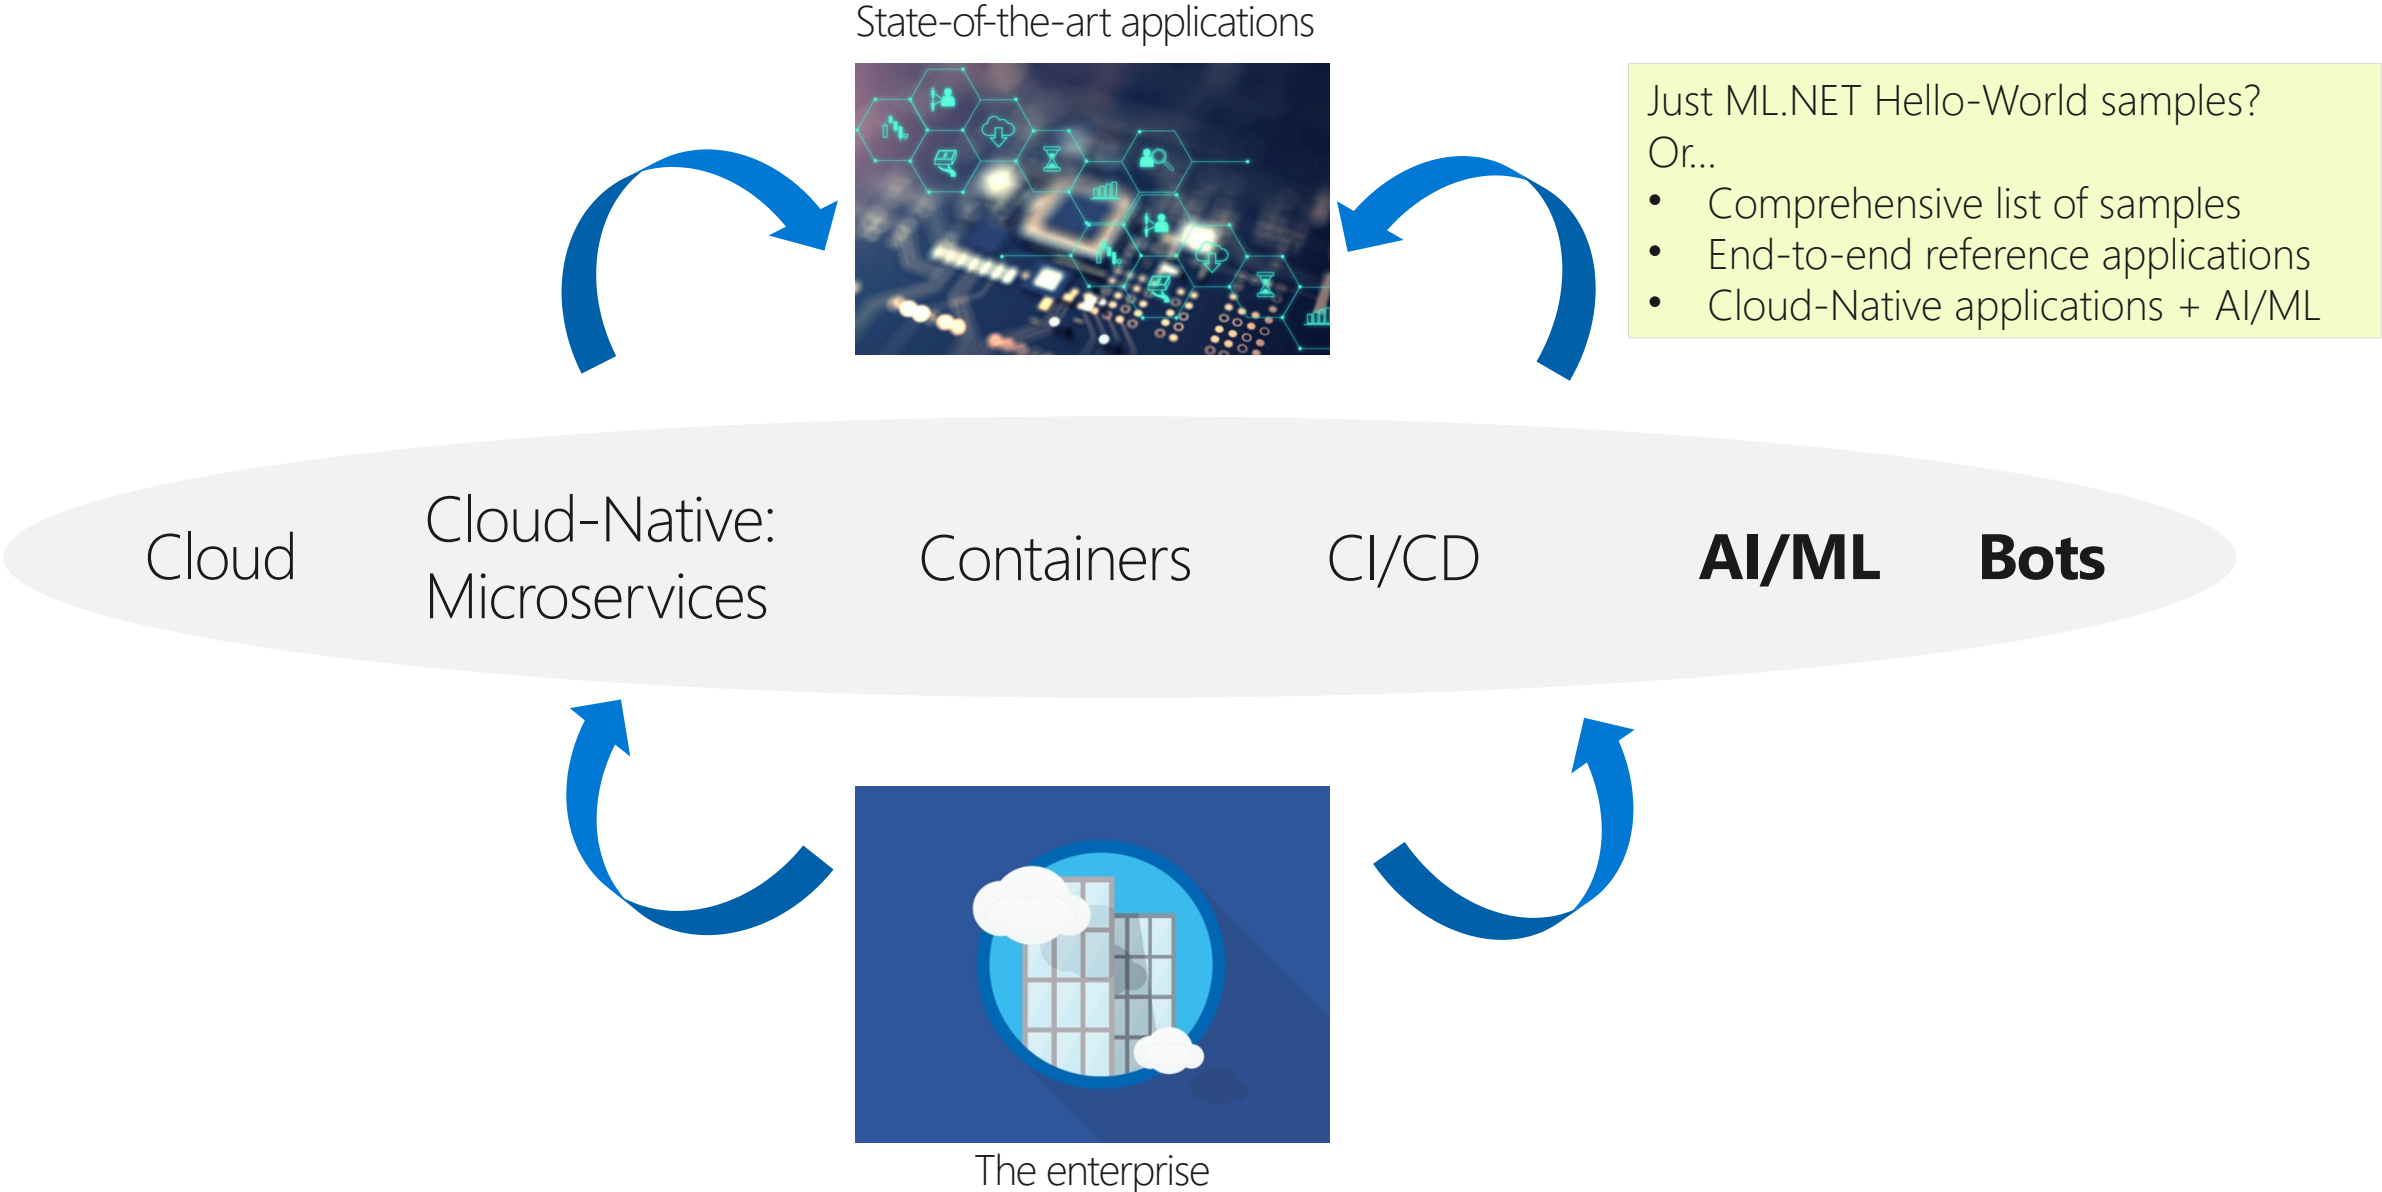 State-of-the-art applications
Just ML.NET Hello-World samples?
Or...
• Comprehensive list of samples
• End-to-end reference applications
• Cloud-Native applications + AI/ML
Cloud
Cloud-Native:
Microservices
Containers
CI/CD
AI/ML
Bots
The enterprise